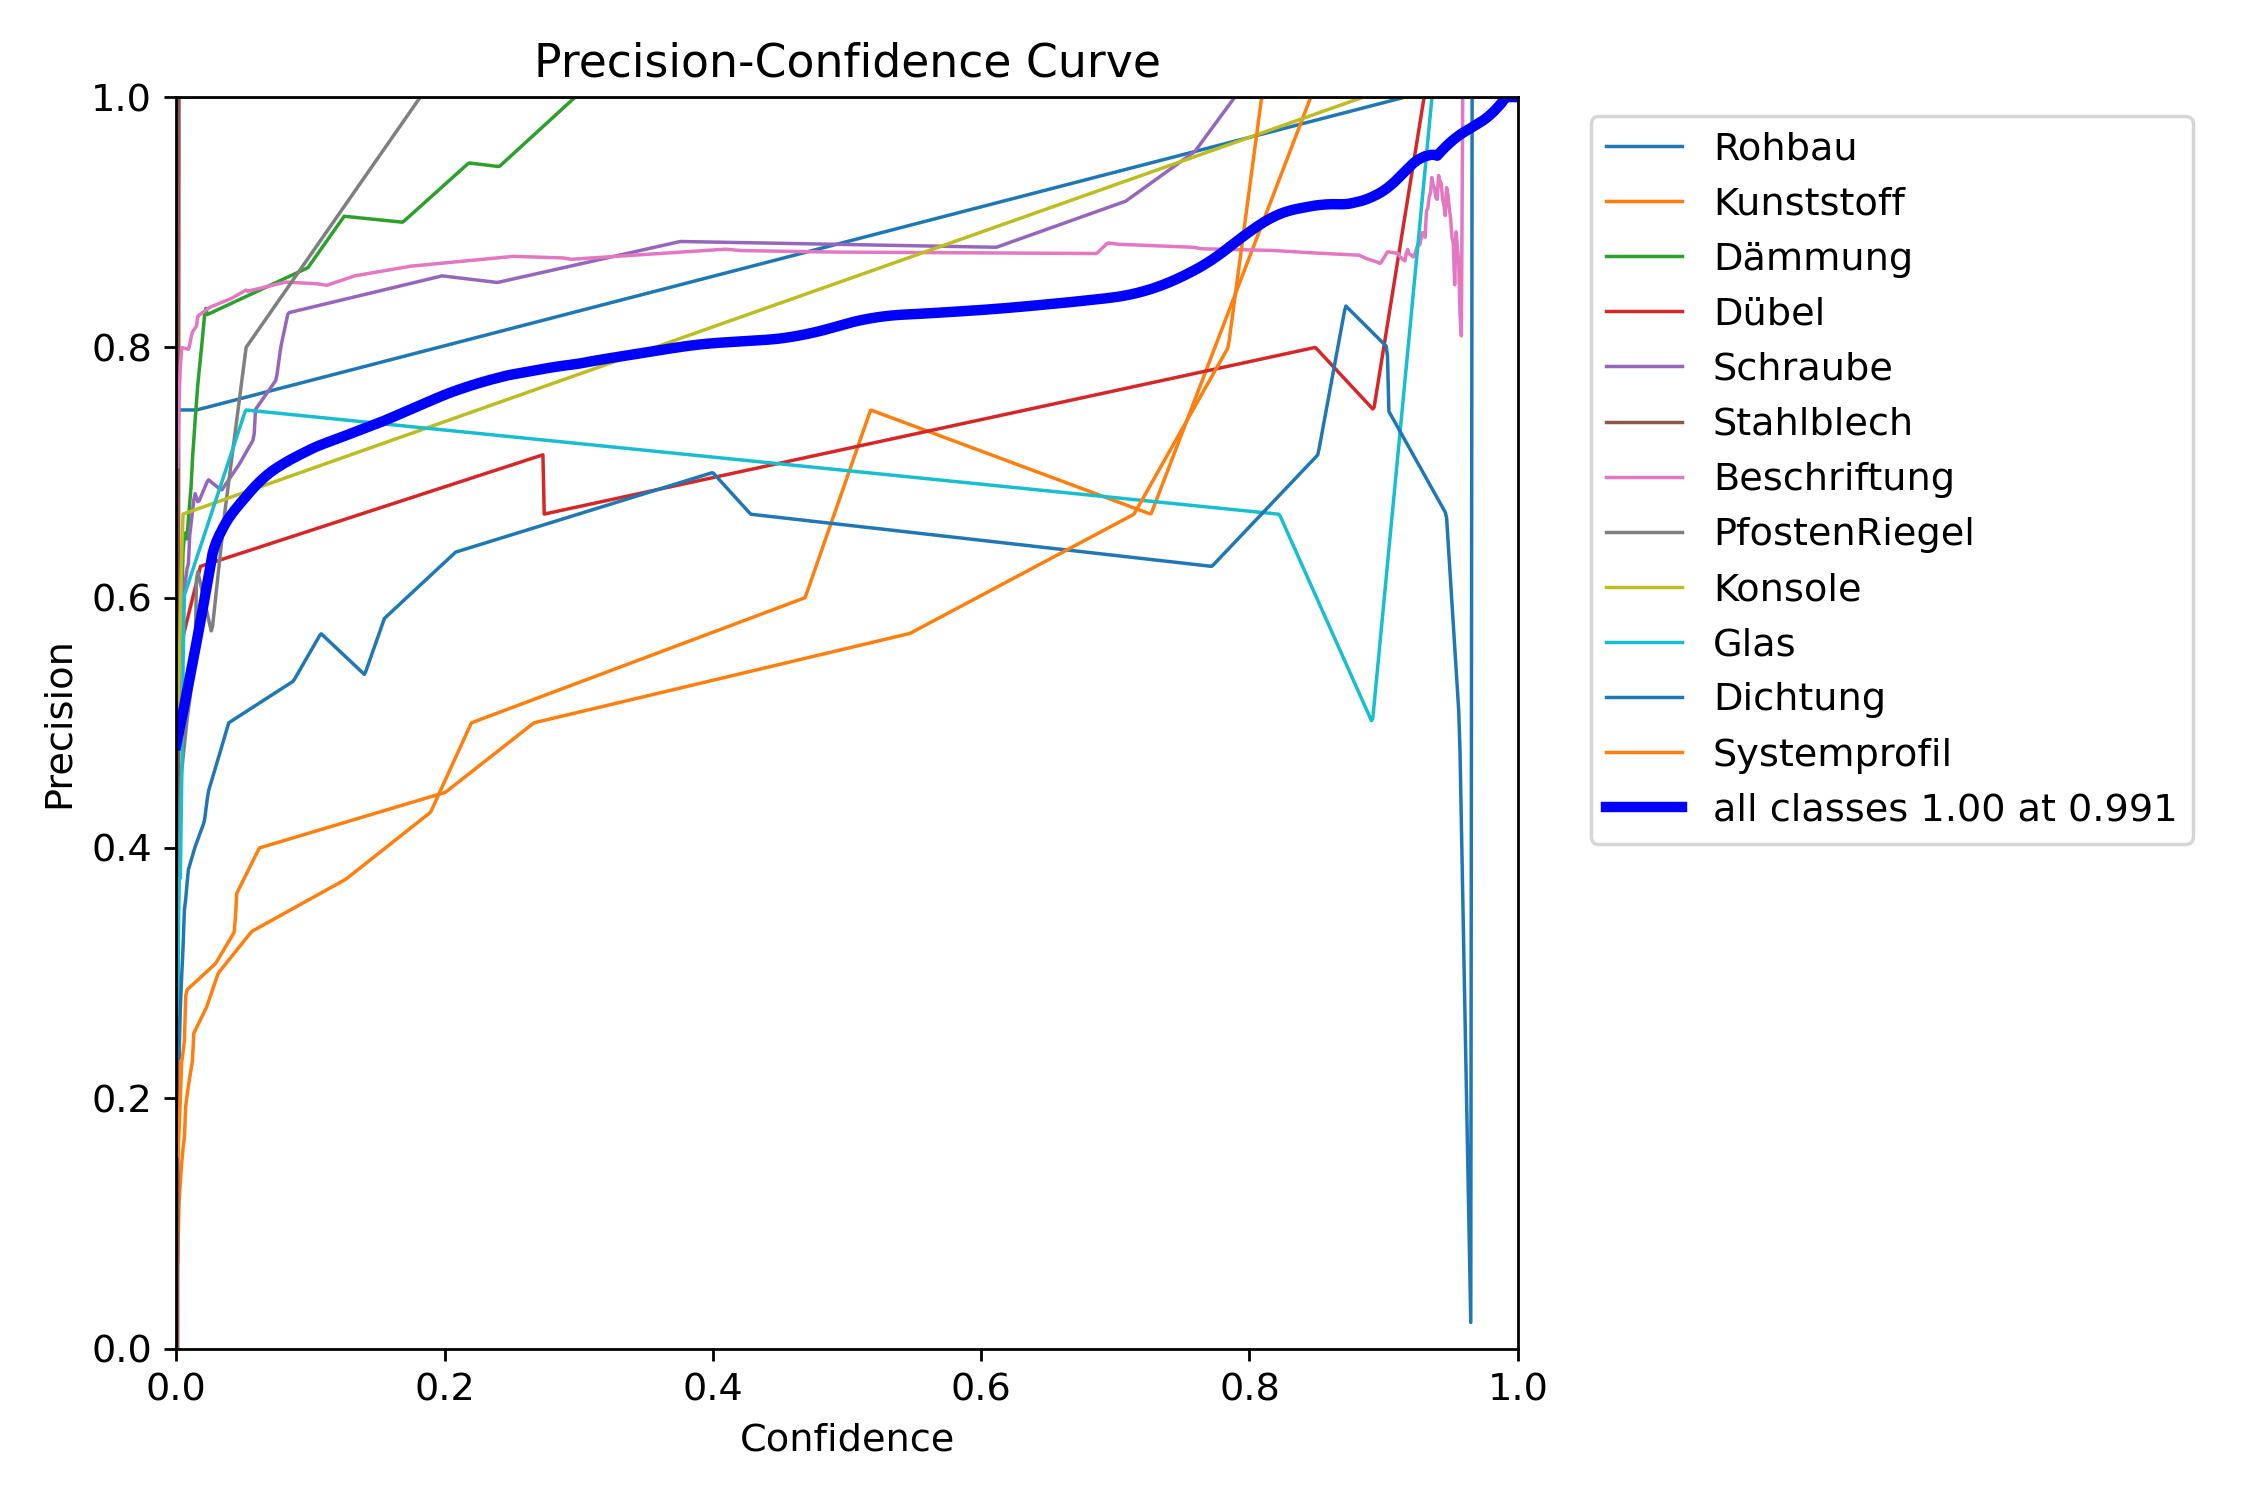 Precision-Confidence Curve
1.0
0.8
0.6
0.4
0.2
0.0
Precision
0.0 0.2 0.4 0.6 0.8 1.0
Confidence
Rohbau
Kunststoff
Dämmung
Dübel
Schraube
Stahlblech
Beschriftung
PfostenRiegel
Konsole
Glas
Dichtung
Systemprofil
all classes 1.00 at 0.991